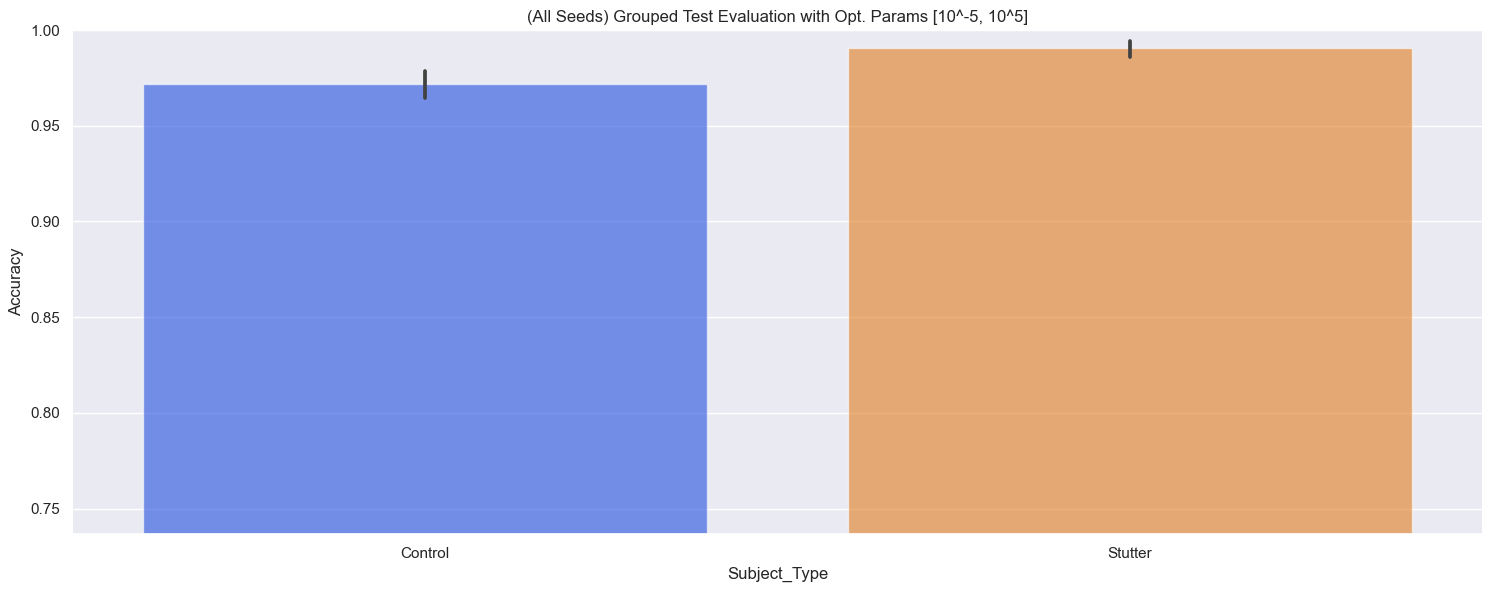 (All Seeds) Grouped Test Evaluation with Opt. Params [10^-5, 10^5]
1.00
0.95
0.90
0.85
0.80
0.75
Accuracy
Control
Stutter
Subject_Type